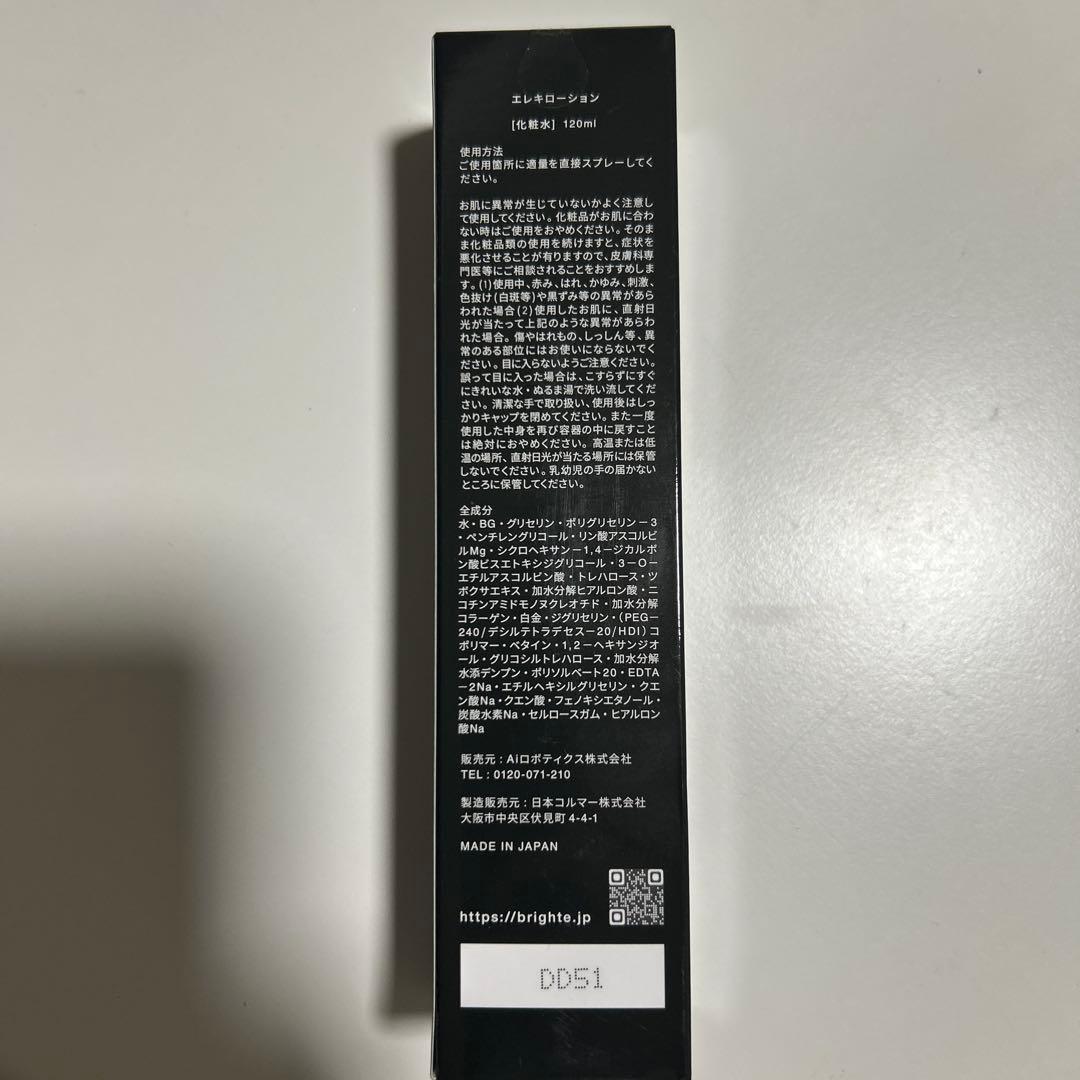 エレキローション
[化粧水] 120ml
使用方法
ご使用箇所に適量を直接スプレーしてく
ださい。
お肌に異常が生じていないかよく注意し
て使用してください。化粧品がお肌に合わ
ない時はご使用をおやめください。そのま
ま化粧品類の使用を続けますと、症状を
悪化させることが有りますので、皮膚科専
門医等にご相談されることをおすすめしま
す。(1)使用中、赤み、はれ、かゆみ、刺激、
色抜け(白斑等)や黒ずみ等の異常があら
われた場合(2)使用したお肌に、直射日
光が当たって上記のような異常があらわ
れた場合。傷やはれもの、しっしん等、異
常のある部位にはお使いにならないでく
ださい。目に入らないようご注意ください。
誤って目に入った場合は、こすらずにすぐ
にきれいな水・ぬるま湯で洗い流してくだ
さい。清潔な手で取り扱い、使用後はしっ
かりキャップを閉めてください。また一度
使用した中身を再び容器の中に戻すこと
は絶対におやめください。高温または低
温の場所、直射日光が当たる場所には保管
しないでください。乳幼児の手の届かない
ところに保管してください。
全成分
水・BG・グリセリン・ポリグリセリン－3
・ペンチレングリコール・リン酸アスコルビ
ルMg・シクロヘキサン－1,4－ジカルボ
ン酸ビスエトキシジグリコール・3－O－
エチルアスコルビン酸・トレハロース・ツ
ボクサエキス・加水分解ヒアルロン酸・ニ
コチンアミドモノヌクレオチド・加水分解
コラーゲン・白金・ジグリセリン・(PEG－
240/デシルテトラデセス－20/HDI)コ
ポリマー・ベタイン・1,2－ヘキサンジオ
ール・グリコシルトレハロース・加水分解
水添デンプン・ポリソルベート20・EDTA
－2Na・エチルヘキシルグリセリン・クエ
ン酸Na・クエン酸・フェノキシエタノール・
炭酸水素Na・セルロースガム・ヒアルロン
酸Na
販売元：Aiロボティクス株式会社
TEL：0120-071-210
製造販売元：日本コルマー株式会社
大阪市中央区伏見町4-4-1
MADE IN JAPAN
https://brighte.jp
DD51